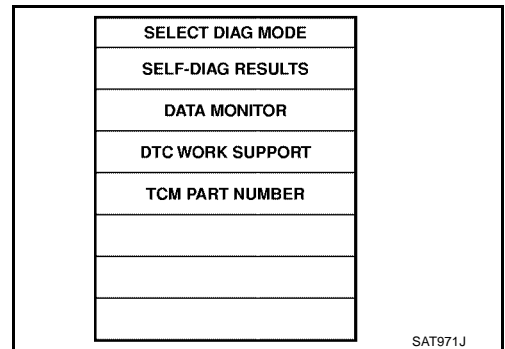 SELECT DIAG MODE
SELF-DIAG RESULTS
DATA MONITOR
DTC WORK SUPPORT
TCM PART NUMBER
SAT971J